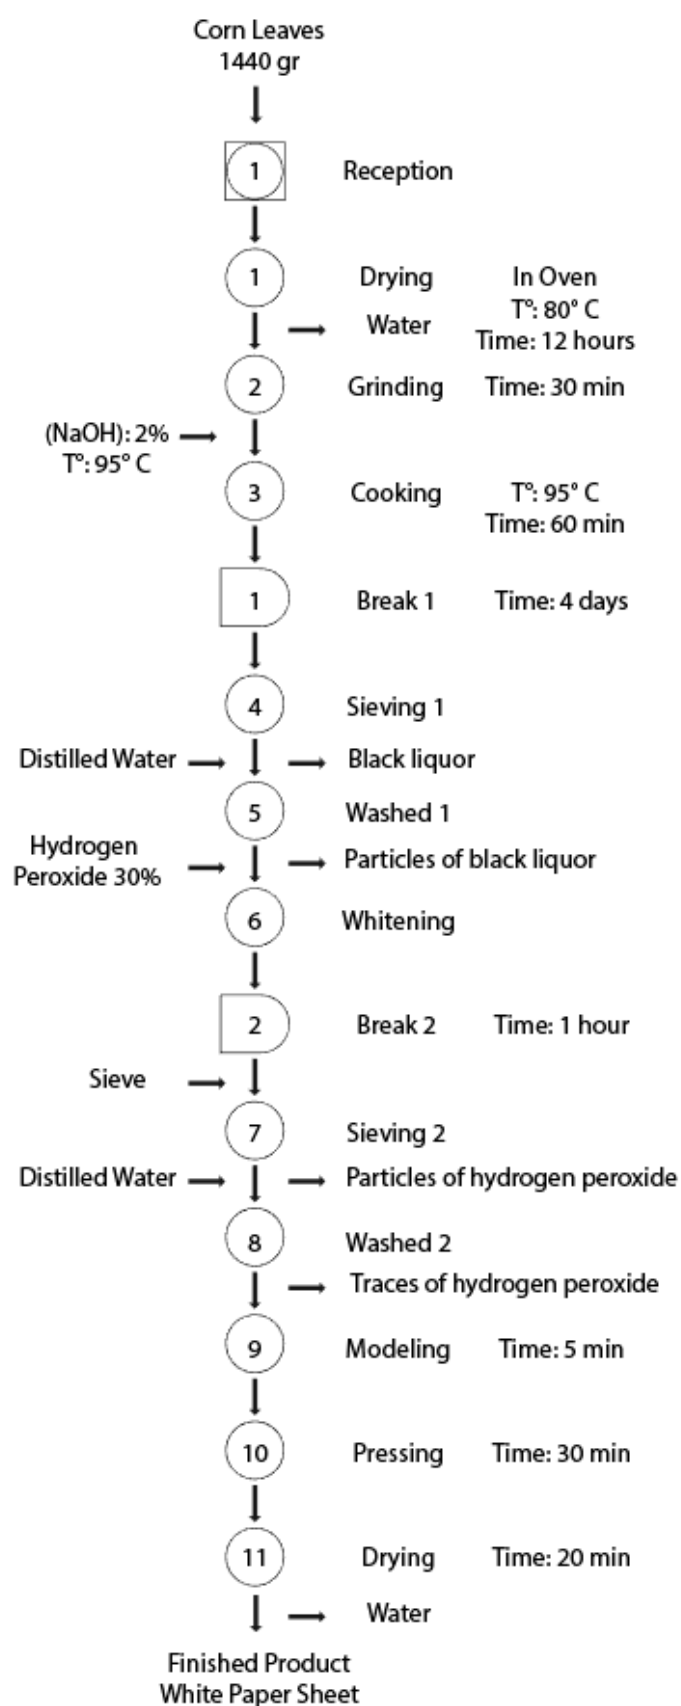 Corn Leaves
1440 gr
1 Reception
1 Drying In Oven
T°: 80° C
Water Time: 12 hours
2 Grinding Time: 30 min
(NaOH): 2%
T°: 95° C
3 Cooking T°: 95° C
Time: 60 min
1 Break 1 Time: 4 days
4 Sieving 1
Distilled Water Black liquor
5 Washed 1
Hydrogen
Peroxide 30% Particles of black liquor
6 Whitening
2 Break 2 Time: 1 hour
Sieve
7 Sieving 2
Distilled Water Particles of hydrogen peroxide
8 Washed 2
Traces of hydrogen peroxide
9 Modeling Time: 5 min
10 Pressing Time: 30 min
11 Drying Time: 20 min
Water
Finished Product
White Paper Sheet